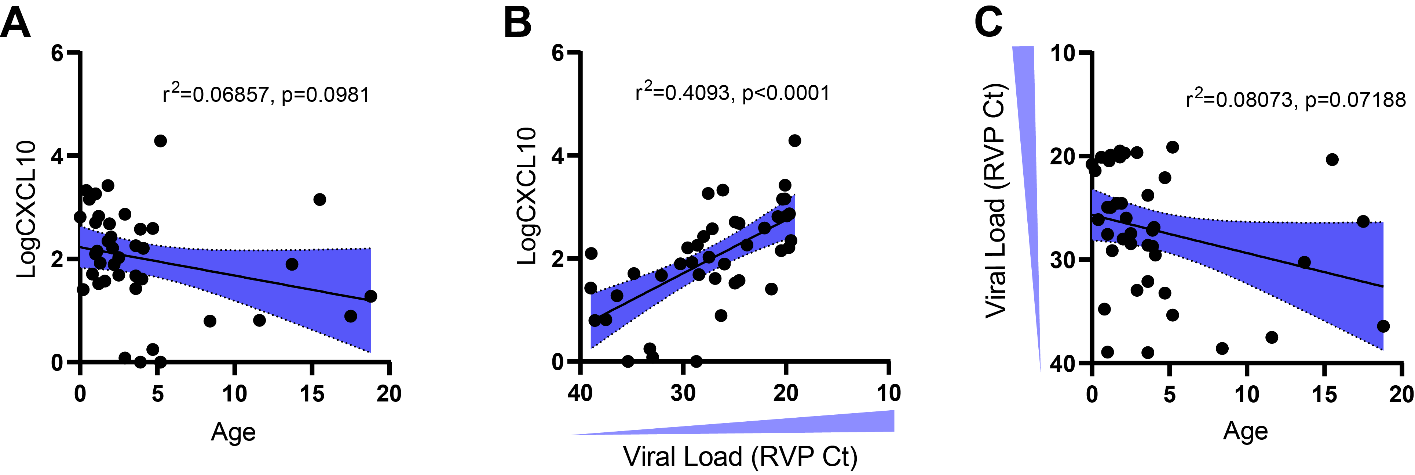 A
6
4
2
0
0
5
10
15
20
LogCXCL10
Age
r²=0.06857, p=0.0981
B
6
4
2
0
40
30
20
10
LogCXCL10
Viral Load (RVP Ct)
r²=0.4093, p<0.0001
C
10
20
30
40
0
5
10
15
20
Viral Load (RVP Ct)
Age
r²=0.08073, p=0.07188